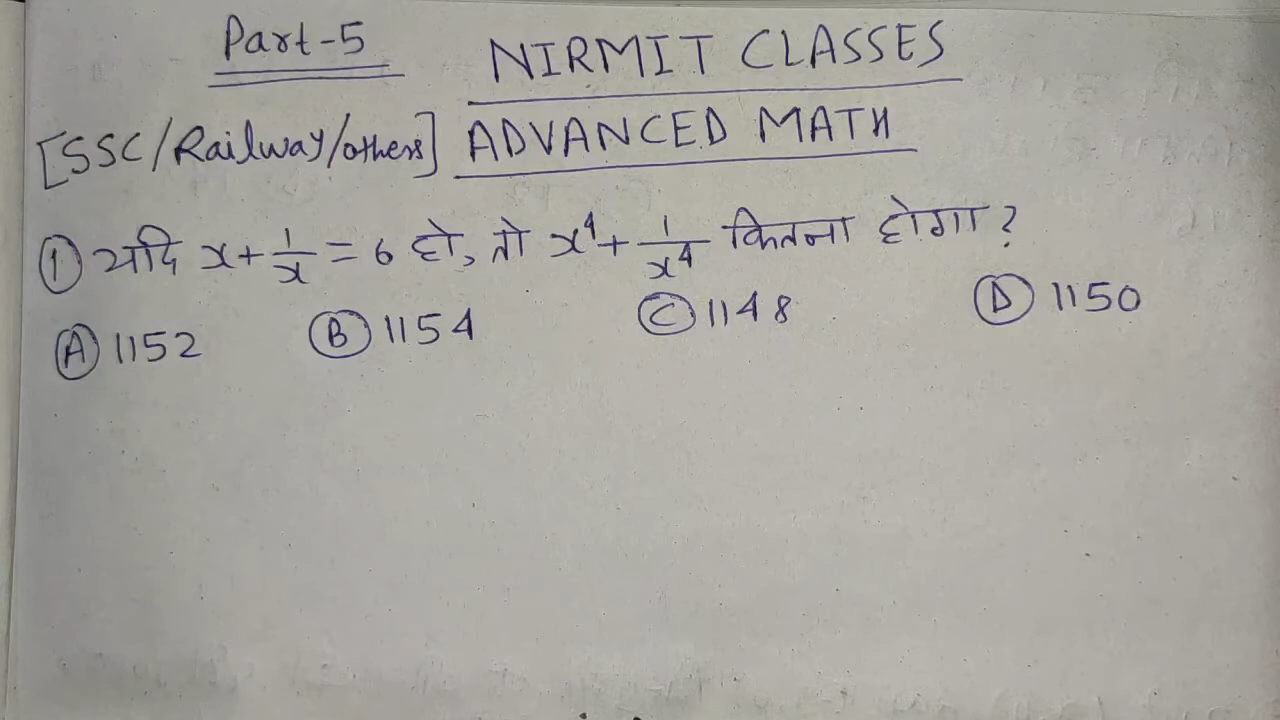 Part-5 NIRMIT CLASSES
[SSC/Railway/others] ADVANCED MATH
① यदि x + 1/x = 6 हो, तो x⁴ + 1/x⁴ कितना होगा ?
Ⓐ 1152 Ⓑ 1154 Ⓒ 1148 Ⓓ 1150